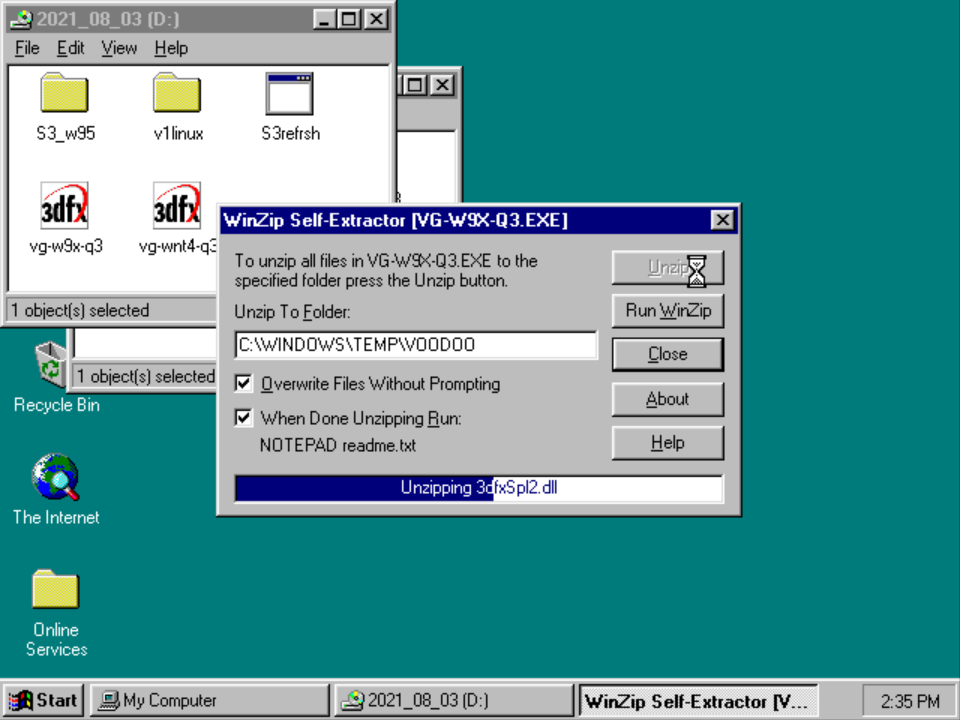 2021_08_03 (D:)
File Edit View Help
S3_w95
v1linux
S3refrsh
3dfx
3dfx
vg-w9x-q3
vg-wnt4-q3
1 object(s) selected
1 object(s) selected
WinZip Self-Extractor [VG-W9X-Q3.EXE]
To unzip all files in VG-W9X-Q3.EXE to the
specified folder press the Unzip button.
Unzip To Folder:
C:\WINDOWS\TEMP\VOODOO
Overwrite Files Without Prompting
When Done Unzipping Run:
NOTEPAD readme.txt
Unzipping 3dfxSpl2.dll
Unzip
Run WinZip
Close
About
Help
Recycle Bin
The Internet
Online
Services
Start
My Computer
2021_08_03 (D:)
WinZip Self-Extractor [V...
2:35 PM